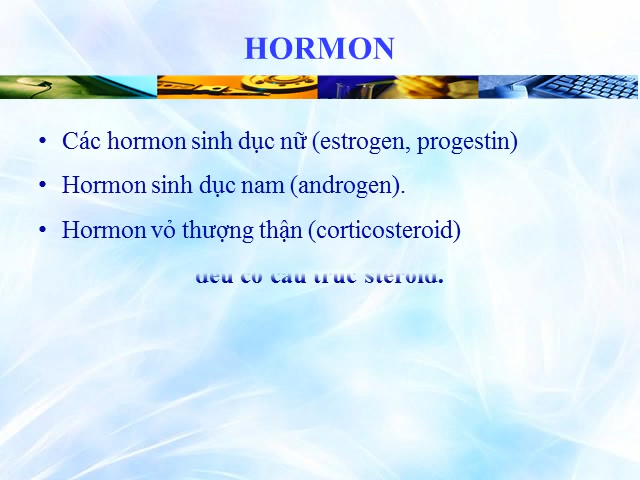 HORMON
• Các hormon sinh dục nữ (estrogen, progestin)
• Hormon sinh dục nam (androgen).
• Hormon vỏ thượng thận (corticosteroid)
đều có cấu trúc steroid.